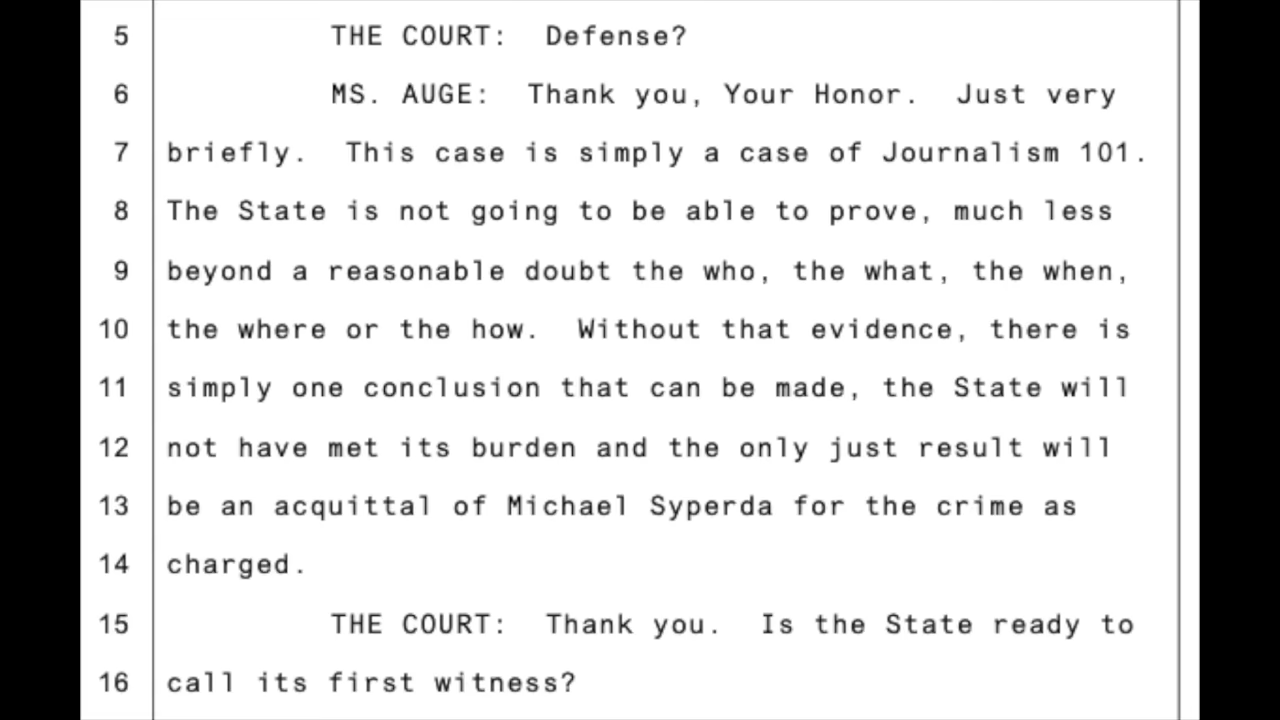 5 THE COURT: Defense?
6 MS. AUGE: Thank you, Your Honor. Just very
7 briefly. This case is simply a case of Journalism 101.
8 The State is not going to be able to prove, much less
9 beyond a reasonable doubt the who, the what, the when,
10 the where or the how. Without that evidence, there is
11 simply one conclusion that can be made, the State will
12 not have met its burden and the only just result will
13 be an acquittal of Michael Syperda for the crime as
14 charged.
15 THE COURT: Thank you. Is the State ready to
16 call its first witness?